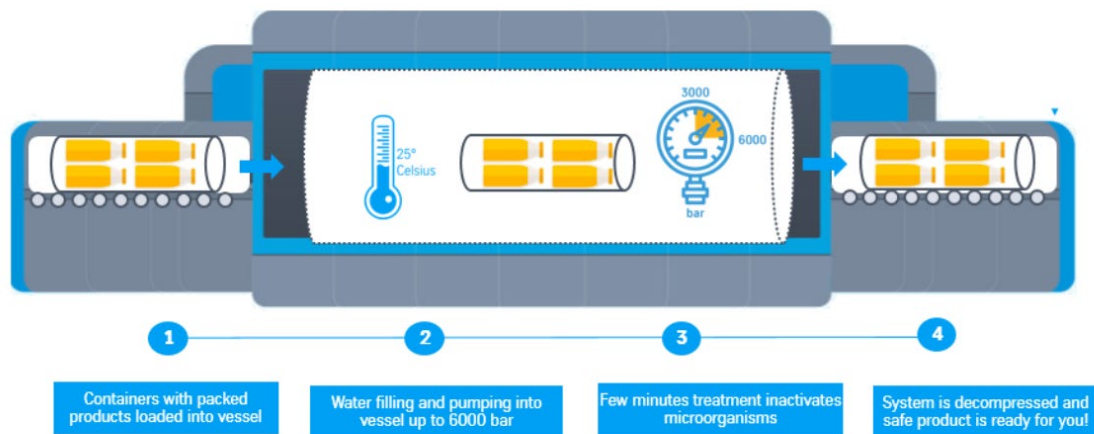 3000
25°
Celsius
6000
bar
1
2
3
4
Containers with packed
products loaded into vessel
Water filling and pumping into
vessel up to 6000 bar
Few minutes treatment inactivates
microorganisms
System is decompressed and
safe product is ready for you!